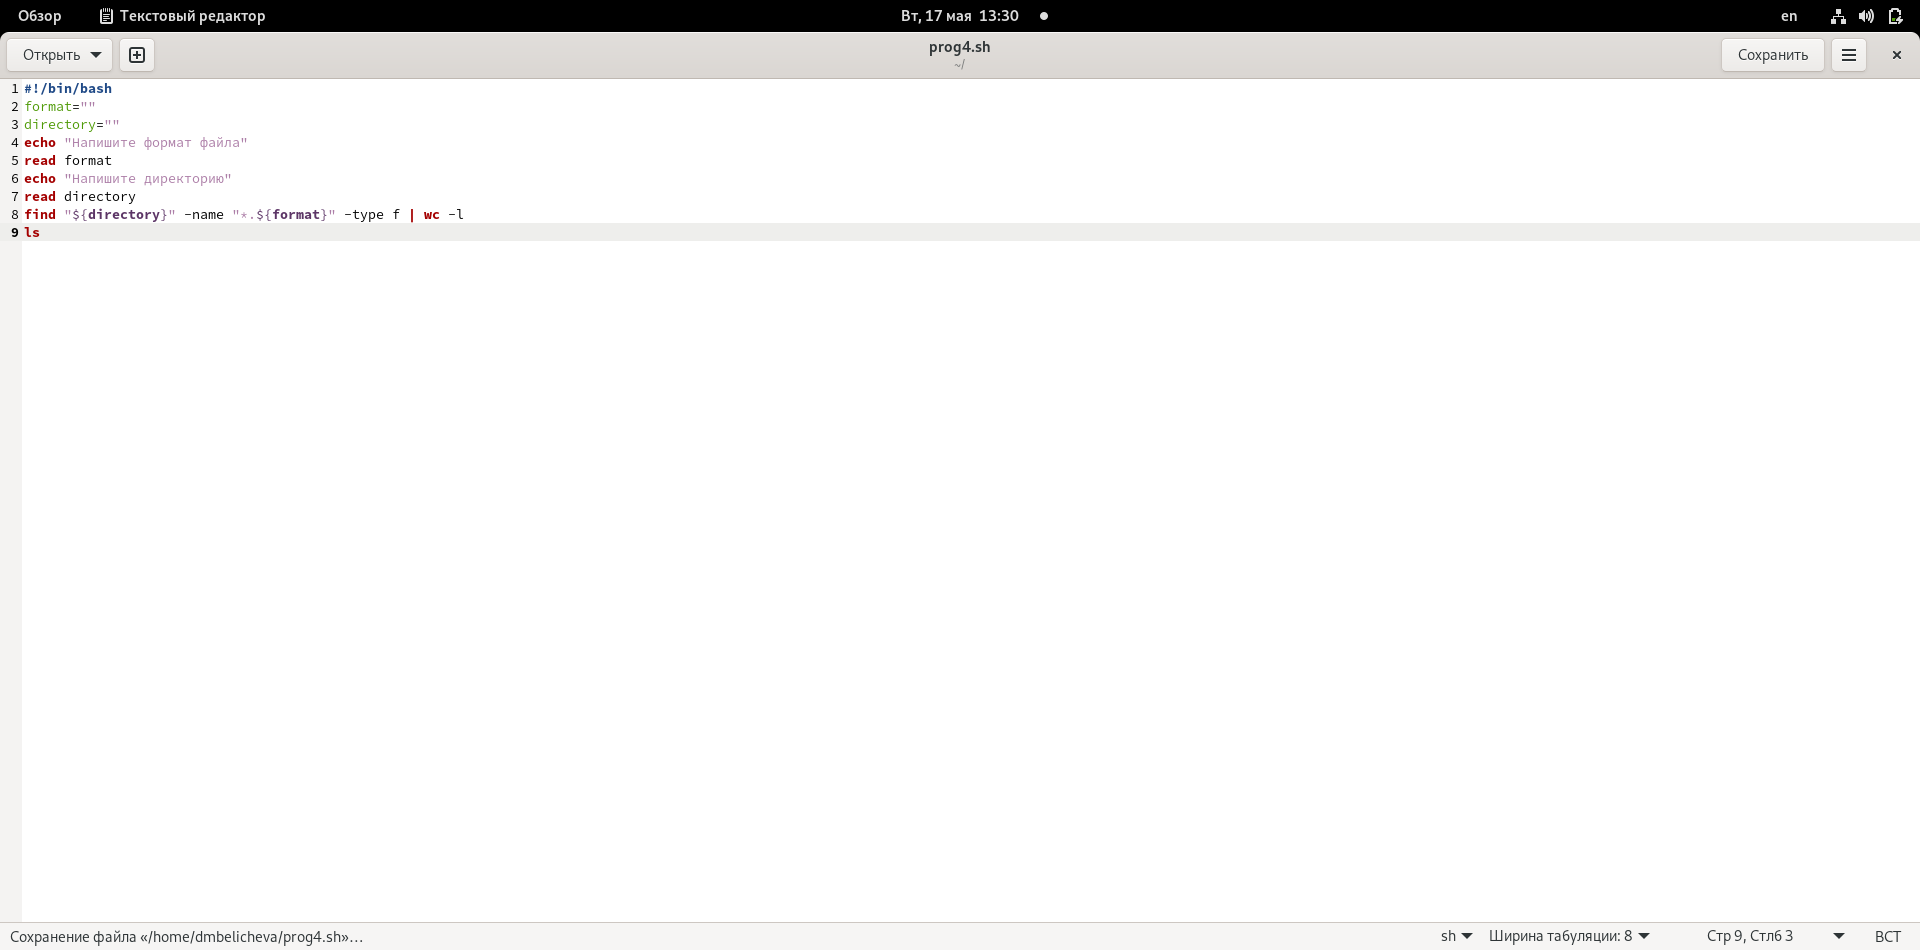 Обзор Текстовый редактор Вт, 17 мая 13:30 en
Открыть prog4.sh Сохранить
~/
1 #!/bin/bash
2 format=""
3 directory=""
4 echo "Напишите формат файла"
5 read format
6 echo "Напишите директорию"
7 read directory
8 find "${directory}" -name "*.${format}" -type f | wc -l
9 ls
Сохранение файла «/home/dmbelicheva/prog4.sh»… sh Ширина табуляции: 8 Стр 9, Стлб 3 ВСТ